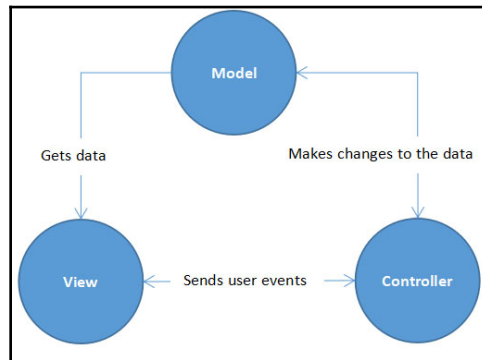 Model
Gets data
Makes changes to the data
View
Sends user events
Controller